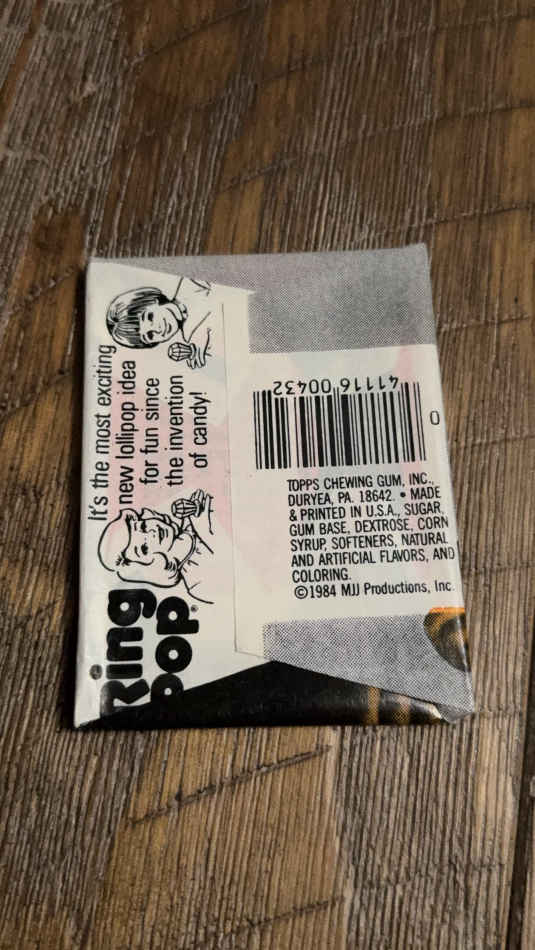 It's the most exciting
new lollipop idea
for fun since
the invention
of candy!
Ring
Pop®
41116 00432
0
TOPPS CHEWING GUM, INC.,
DURYEA, PA. 18642. • MADE
& PRINTED IN U.S.A., SUGAR,
GUM BASE, DEXTROSE, CORN
SYRUP, SOFTENERS, NATURAL
AND ARTIFICIAL FLAVORS, AND
COLORING.
©1984 MJJ Productions, Inc.